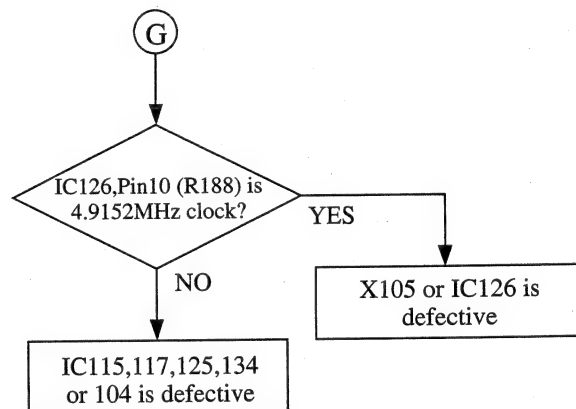 G
IC126,Pin10 (R188) is
4.9152MHz clock?
YES
NO
X105 or IC126 is
defective
IC115,117,125,134
or 104 is defective